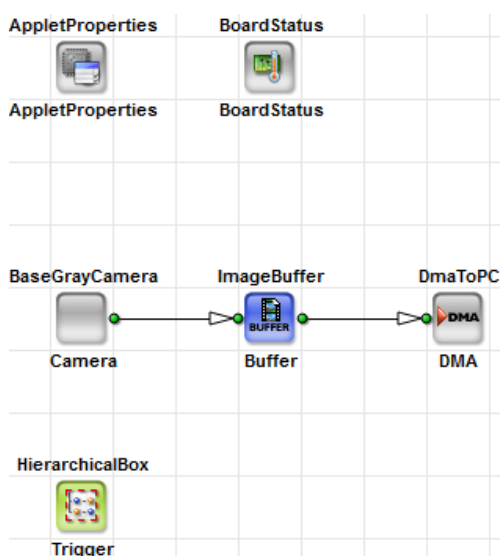 AppletProperties BoardStatus
AppletProperties BoardStatus
BaseGrayCamera ImageBuffer DmaToPC
BUFFER DMA
Camera Buffer DMA
HierarchicalBox
Trigger